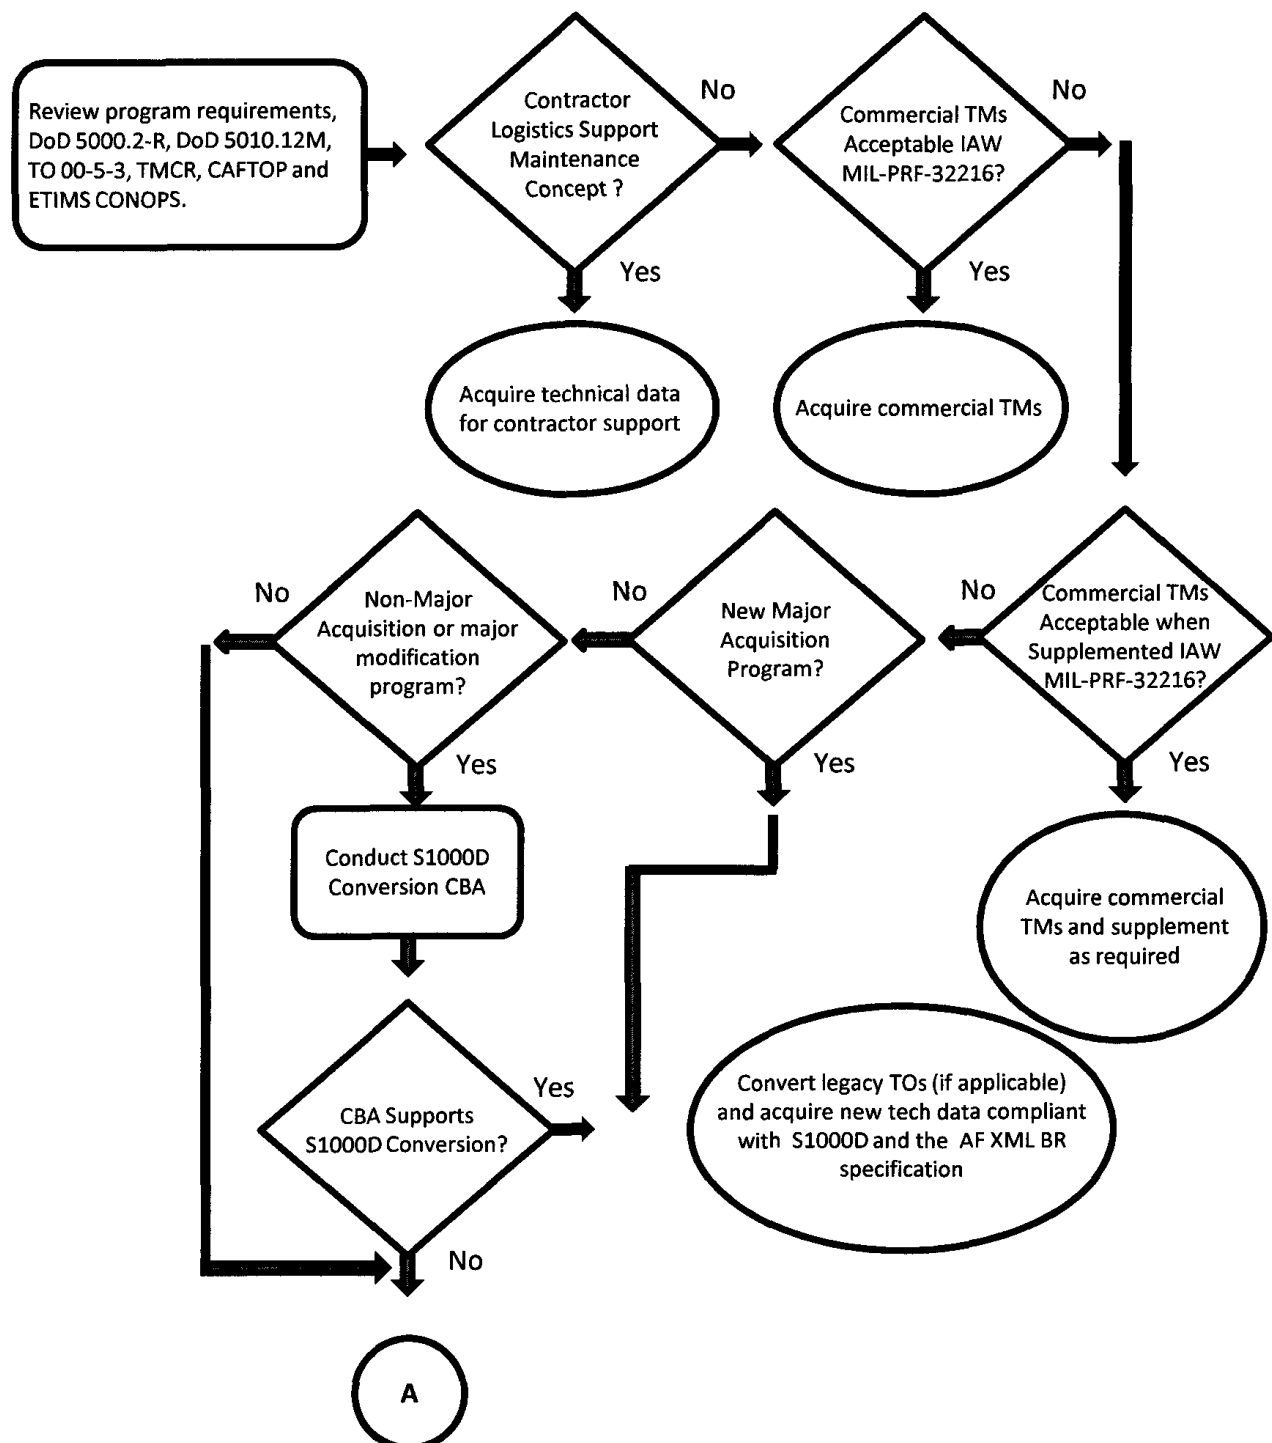 Review program requirements,
DoD 5000.2-R, DoD 5010.12M,
TO 00-5-3, TMCR, CAFTOP and
ETIMS CONOPS.
Contractor
Logistics Support
Maintenance
Concept ?
No
Yes
Commercial TMs
Acceptable IAW
MIL-PRF-32216?
No
Yes
Acquire technical data
for contractor support
Acquire commercial TMs
Commercial TMs
Acceptable when
Supplemented IAW
MIL-PRF-32216?
No
Yes
New Major
Acquisition
Program?
No
Yes
Non-Major
Acquisition or major
modification
program?
No
Yes
Conduct S1000D
Conversion CBA
Acquire commercial
TMs and supplement
as required
CBA Supports
S1000D Conversion?
Yes
No
Convert legacy TOs (if applicable)
and acquire new tech data compliant
with S1000D and the AF XML BR
specification
A